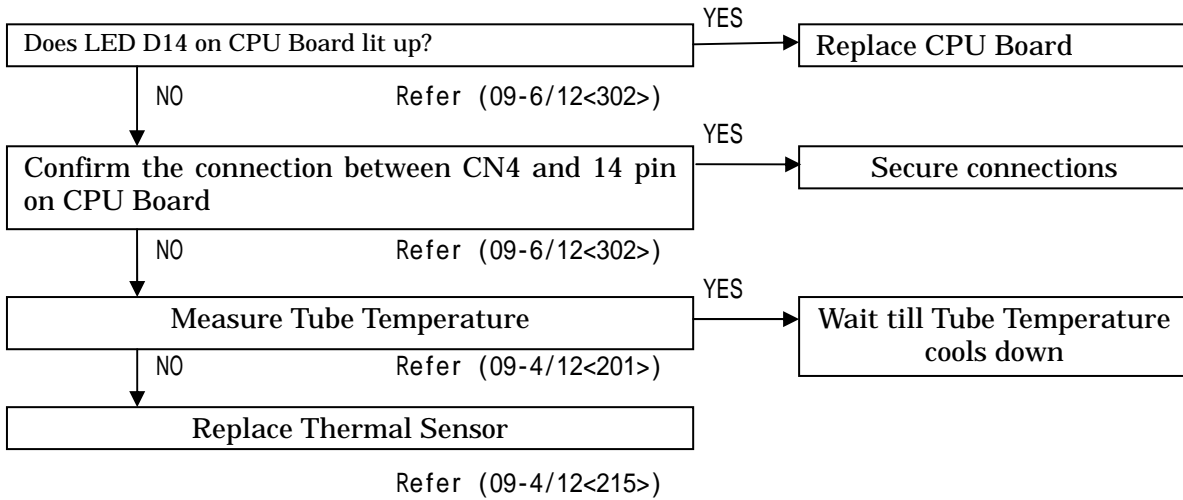 YES
Does LED D14 on CPU Board lit up?
Replace CPU Board
NO
Refer (09-6/12<302>)
YES
Confirm the connection between CN4 and 14 pin
on CPU Board
Secure connections
NO
Refer (09-6/12<302>)
YES
Measure Tube Temperature
Wait till Tube Temperature
cools down
NO
Refer (09-4/12<201>)
Replace Thermal Sensor
Refer (09-4/12<215>)